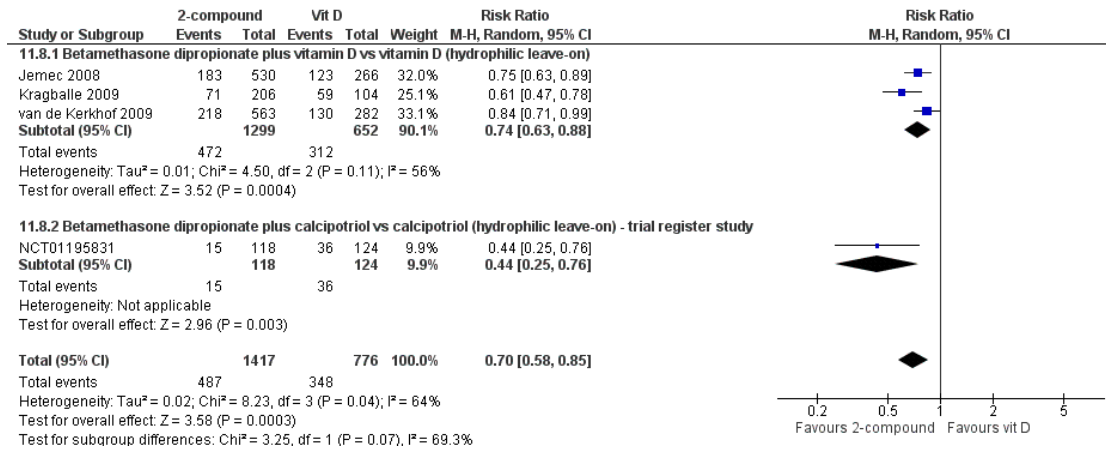 2-compound Vit D Risk Ratio Risk Ratio
Study or Subgroup Events Total Events Total Weight M-H, Random, 95% CI M-H, Random, 95% CI
11.8.1 Betamethasone dipropionate plus vitamin D vs vitamin D (hydrophilic leave-on)
Jemec 2008 183 530 123 266 32.0% 0.75 [0.63, 0.89]
Kragballe 2009 71 206 59 104 25.1% 0.61 [0.47, 0.78]
van de Kerkhof 2009 218 563 130 282 33.1% 0.84 [0.71, 0.99]
Subtotal (95% CI) 1299 652 90.1% 0.74 [0.63, 0.88]
Total events 472 312
Heterogeneity: Tau² = 0.01; Chi² = 4.50, df = 2 (P = 0.11); I² = 56%
Test for overall effect: Z = 3.52 (P = 0.0004)
11.8.2 Betamethasone dipropionate plus calcipotriol vs calcipotriol (hydrophilic leave-on) - trial register study
NCT01195831 15 118 36 124 9.9% 0.44 [0.25, 0.76]
Subtotal (95% CI) 118 124 9.9% 0.44 [0.25, 0.76]
Total events 15 36
Heterogeneity: Not applicable
Test for overall effect: Z = 2.96 (P = 0.003)
Total (95% CI) 1417 776 100.0% 0.70 [0.58, 0.85]
Total events 487 348
Heterogeneity: Tau² = 0.02; Chi² = 8.23, df = 3 (P = 0.04); I² = 64%
Test for overall effect: Z = 3.58 (P = 0.0003)
Test for subgroup differences: Chi² = 3.25, df = 1 (P = 0.07), I² = 69.3%
0.2 0.5 1 2 5
Favours 2-compound Favours vit D